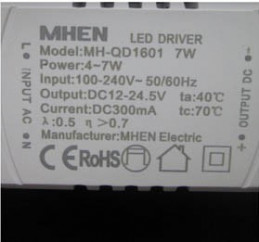 MHEN LED DRIVER
Model:MH-QD1601 7W
Power:4-7W
Input:100-240V~50/60Hz
Output:DC12-24.5V ta:40℃
Current:DC300mA tc:70℃
λ:0.5 η>0.7
Manufacturer:MHEN Electric
CE RoHS
L INPUT AC N
- OUTPUT DC +